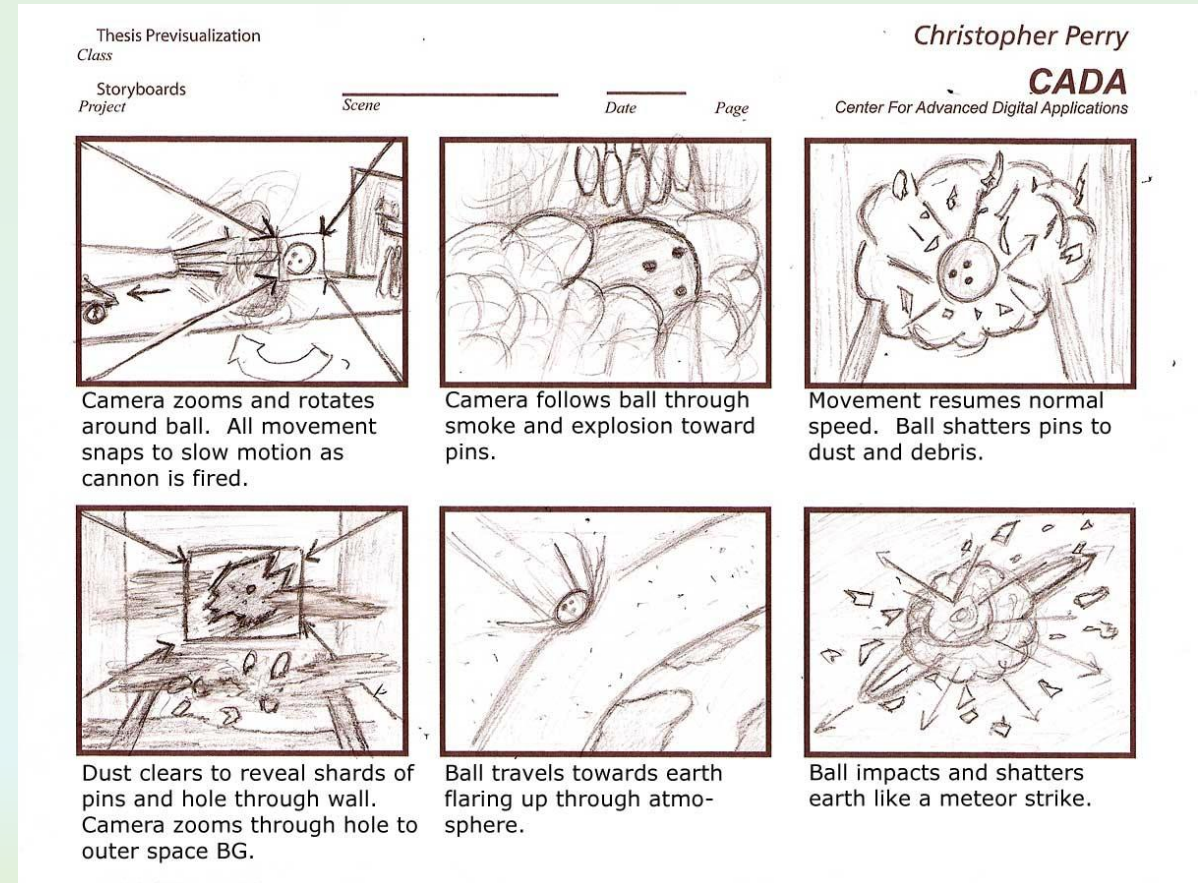 Thesis Previsualization
Class
Christopher Perry
Storyboards
Project
Scene
Date
Page
CADA
Center For Advanced Digital Applications
Camera zooms and rotates
around ball.  All movement
snaps to slow motion as
cannon is fired.
Camera follows ball through
smoke and explosion toward
pins.
Movement resumes normal
speed.  Ball shatters pins to
dust and debris.
Dust clears to reveal shards of
pins and hole through wall.
Camera zooms through hole to
outer space BG.
Ball travels towards earth
flaring up through atmo-
sphere.
Ball impacts and shatters
earth like a meteor strike.